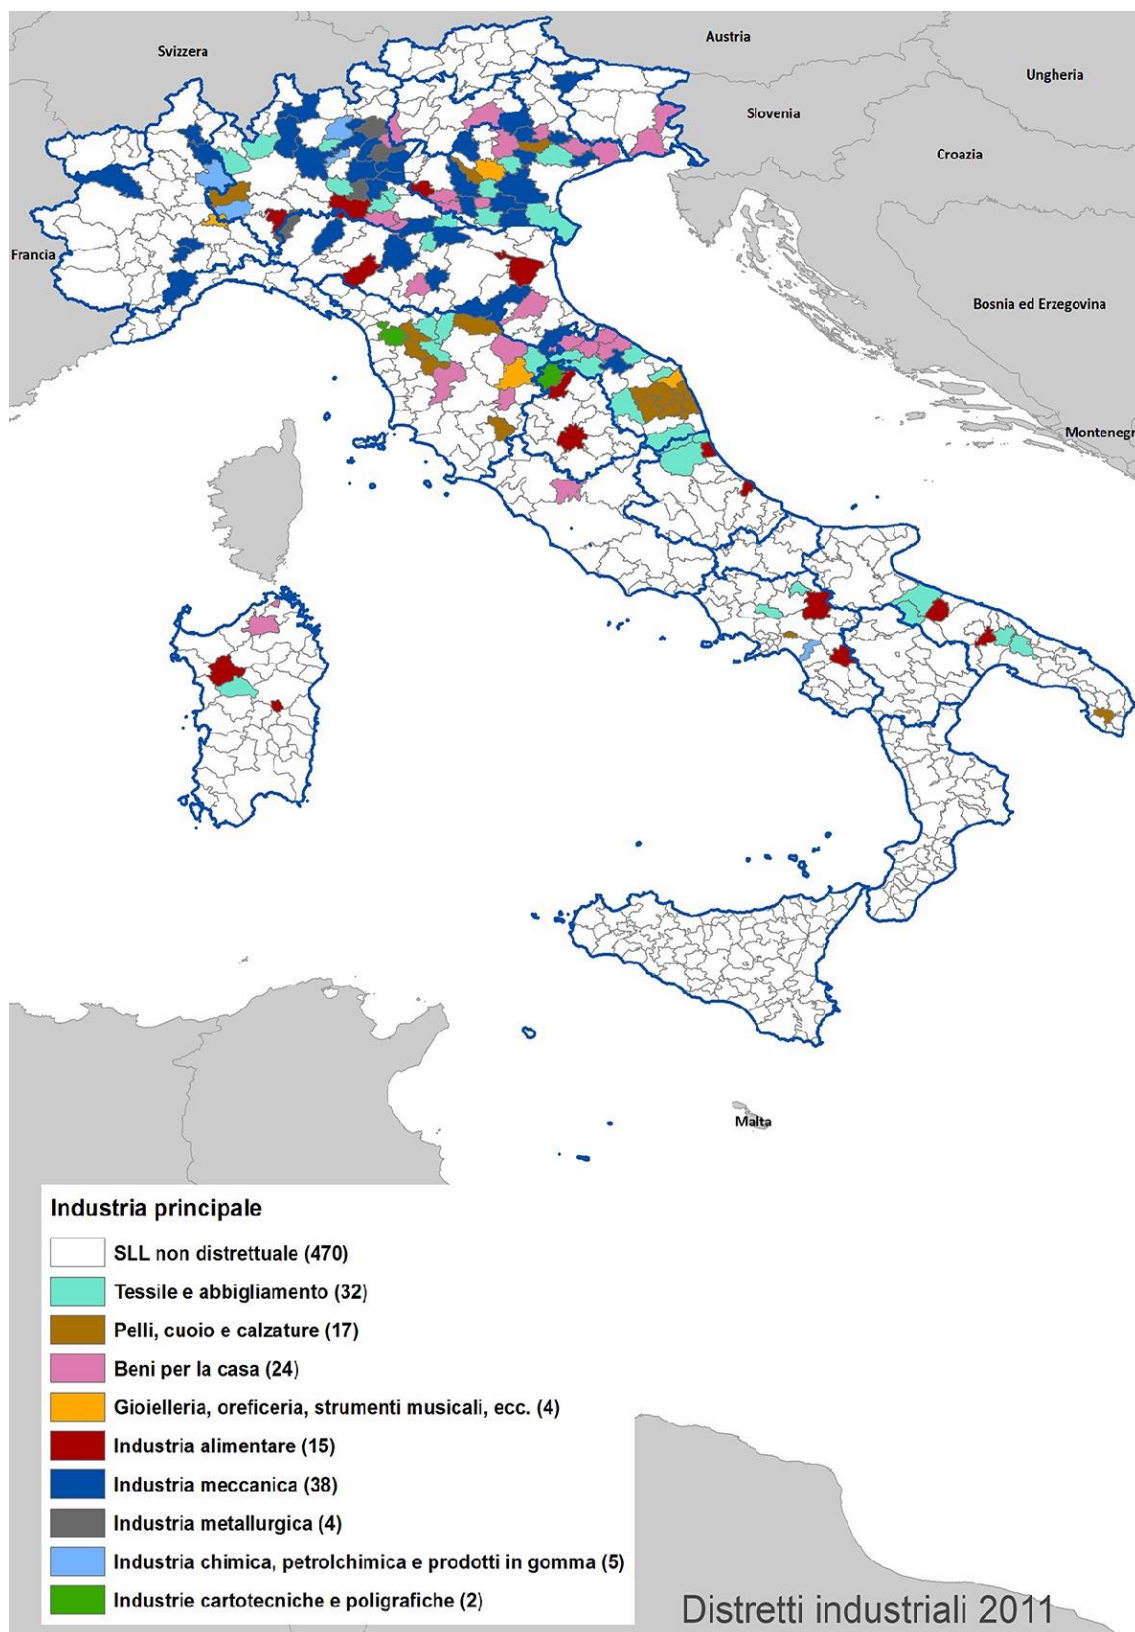 Svizzera
Austria
Ungheria
Slovenia
Croazia
Francia
Bosnia ed Erzegovina
Montenegr
Malta
Industria principale
SLL non distrettuale (470)
Tessile e abbigliamento (32)
Pelli, cuoio e calzature (17)
Beni per la casa (24)
Gioielleria, oreficeria, strumenti musicali, ecc. (4)
Industria alimentare (15)
Industria meccanica (38)
Industria metallurgica (4)
Industria chimica, petrolchimica e prodotti in gomma (5)
Industrie cartotecniche e poligrafiche (2)
Distretti industriali 2011